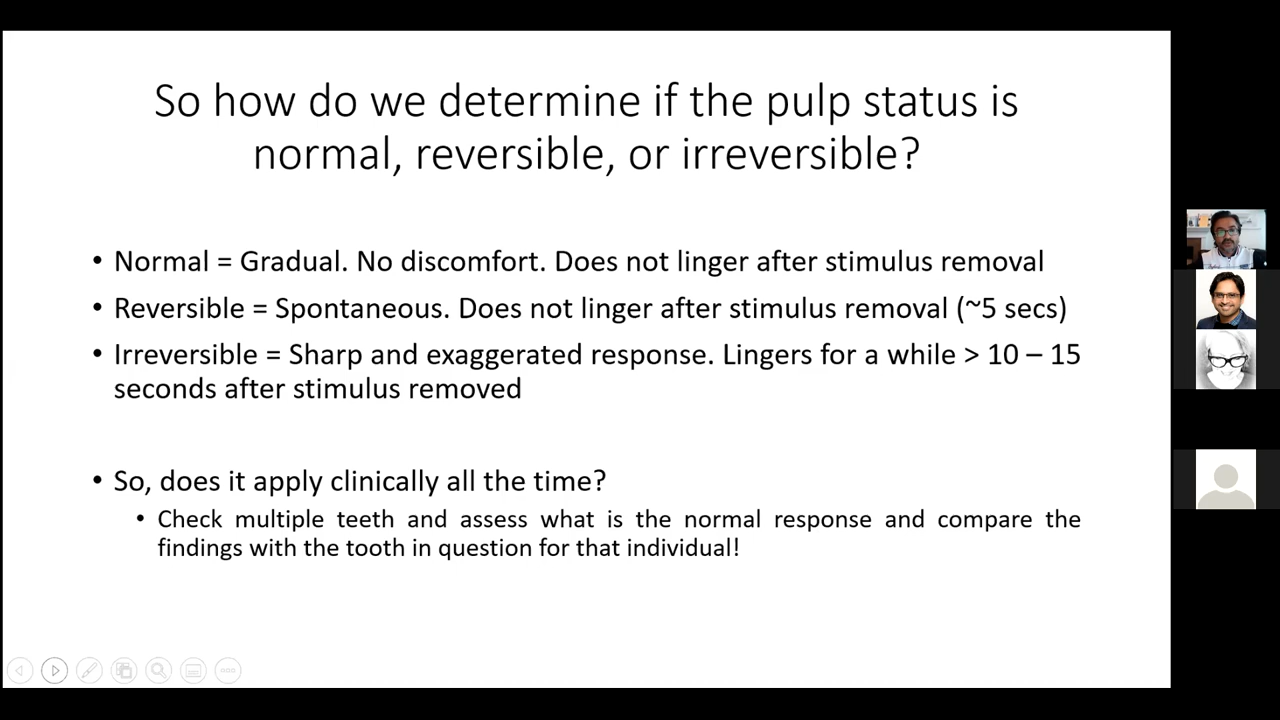 So how do we determine if the pulp status is
normal, reversible, or irreversible?
• Normal = Gradual. No discomfort. Does not linger after stimulus removal
• Reversible = Spontaneous. Does not linger after stimulus removal (~5 secs)
• Irreversible = Sharp and exaggerated response. Lingers for a while > 10 – 15
seconds after stimulus removed
• So, does it apply clinically all the time?
• Check multiple teeth and assess what is the normal response and compare the
findings with the tooth in question for that individual!